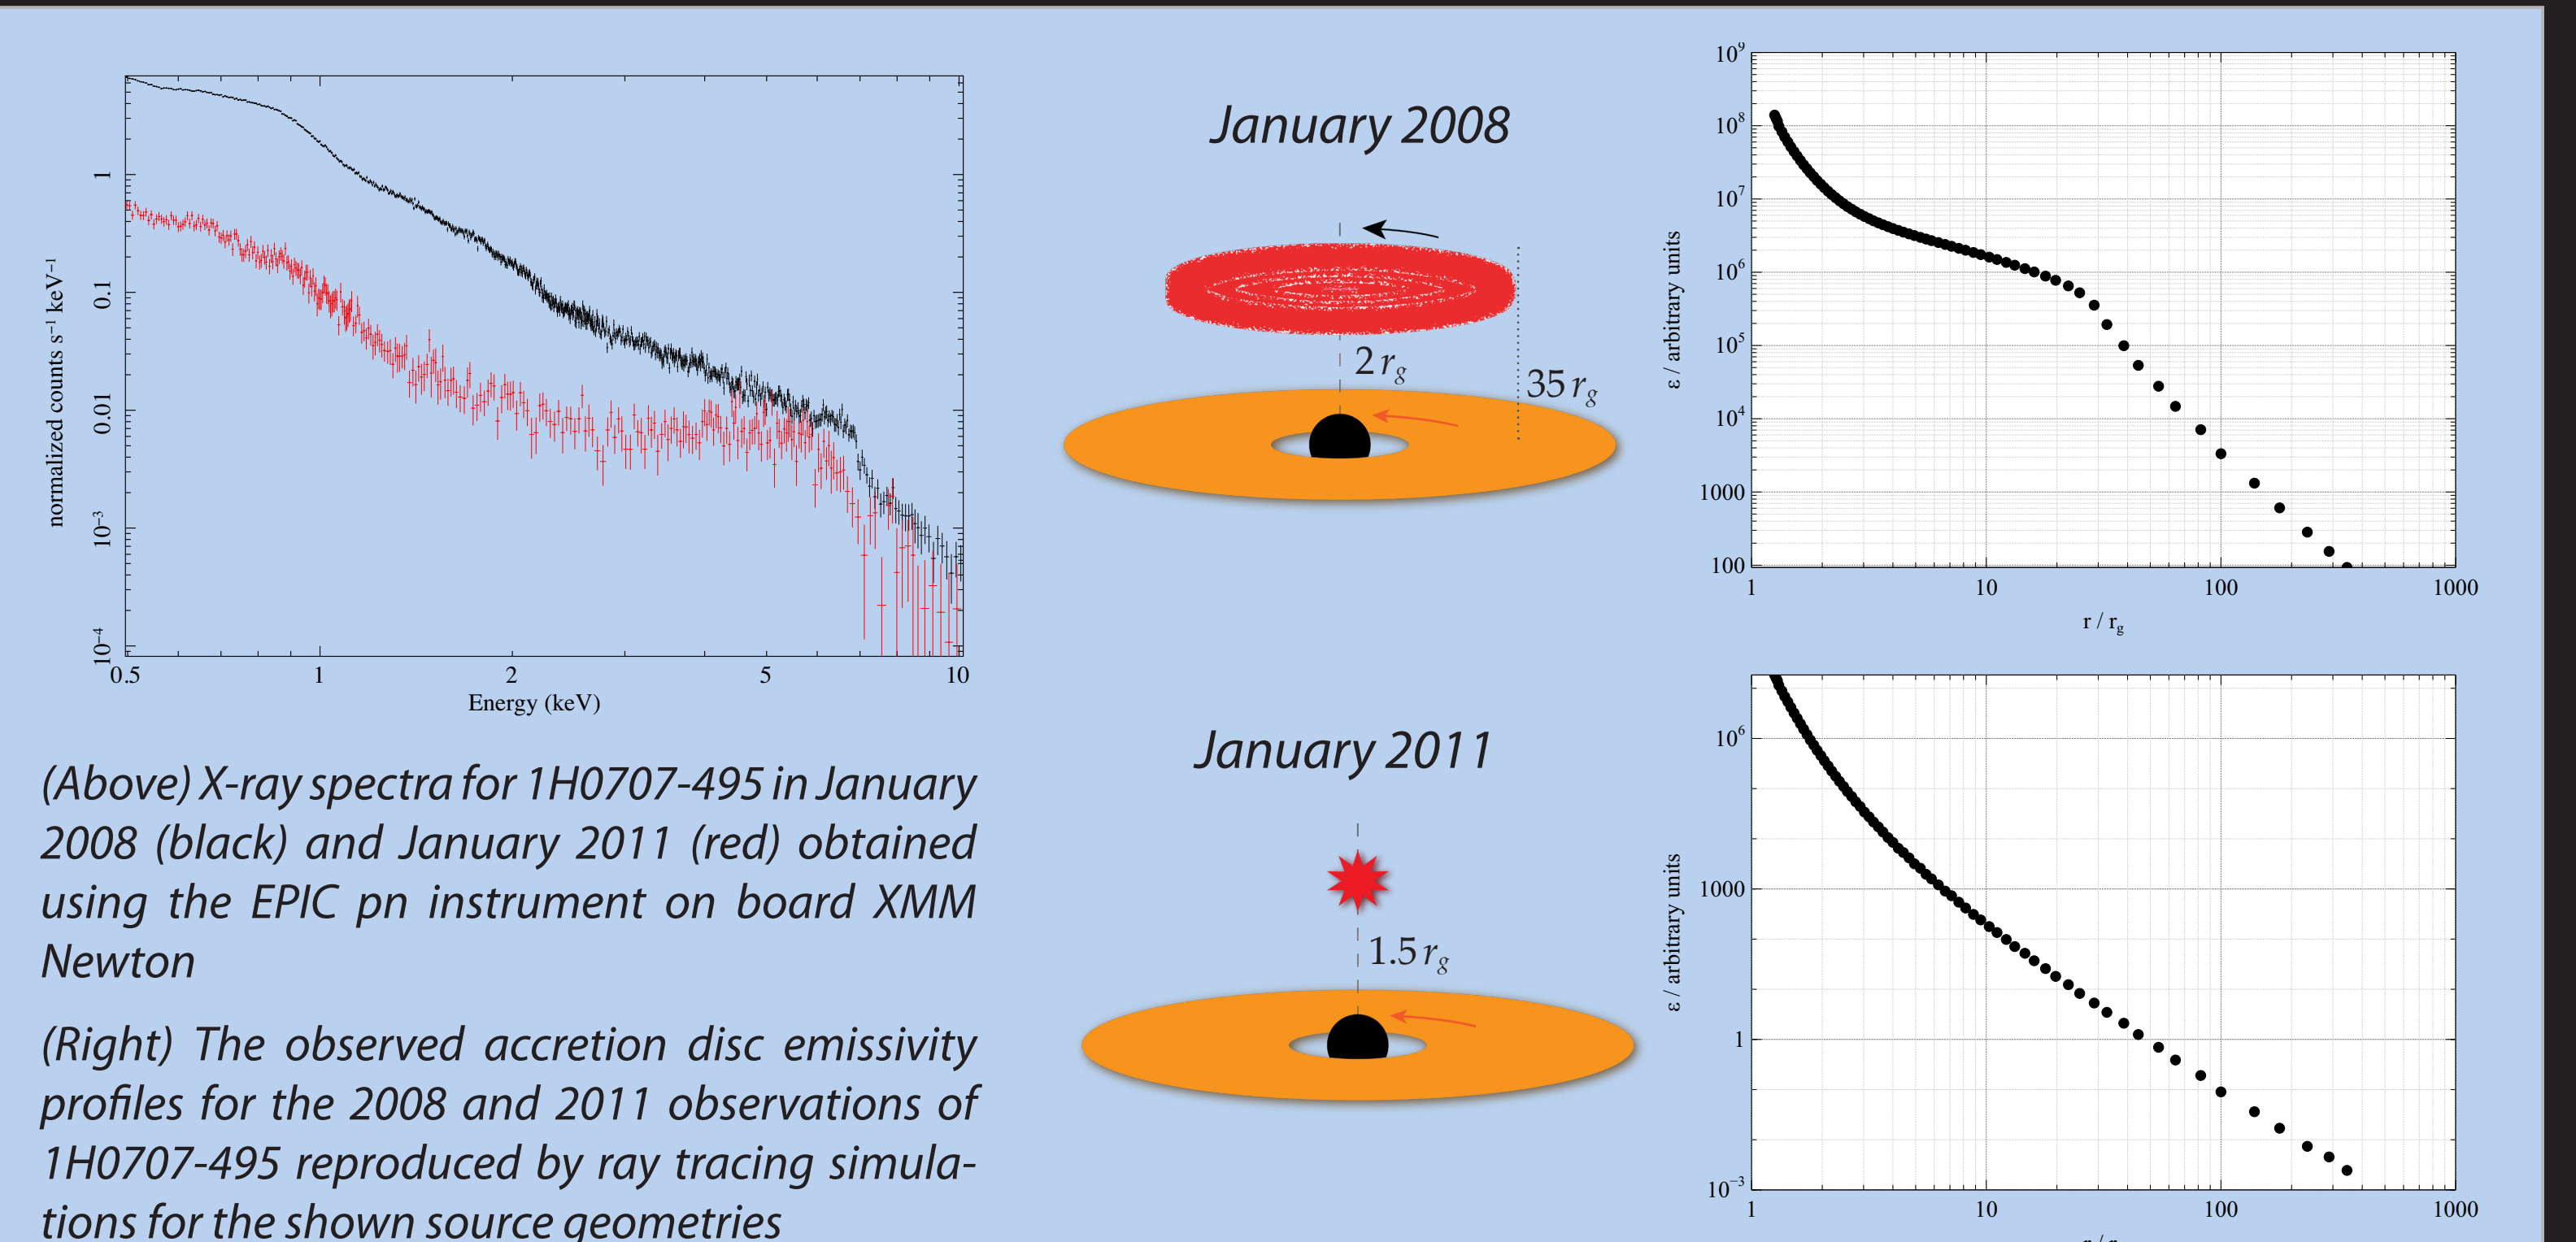 1
0.1
0.01
10⁻³
10⁻⁴
normalized counts s⁻¹ keV⁻¹
0.5 1 2 5 10
Energy (keV)
(Above) X-ray spectra for 1H0707-495 in January
2008 (black) and January 2011 (red) obtained
using the EPIC pn instrument on board XMM
Newton
(Right) The observed accretion disc emissivity
profiles for the 2008 and 2011 observations of
1H0707-495 reproduced by ray tracing simula-
tions for the shown source geometries
January 2008
2 r_g
35 r_g
January 2011
1.5 r_g
10⁹
10⁸
10⁷
10⁶
10⁵
10⁴
1000
100
ε / arbitrary units
1 10 100 1000
r / r_g
10⁶
1000
1
10⁻³
ε / arbitrary units
1 10 100 1000